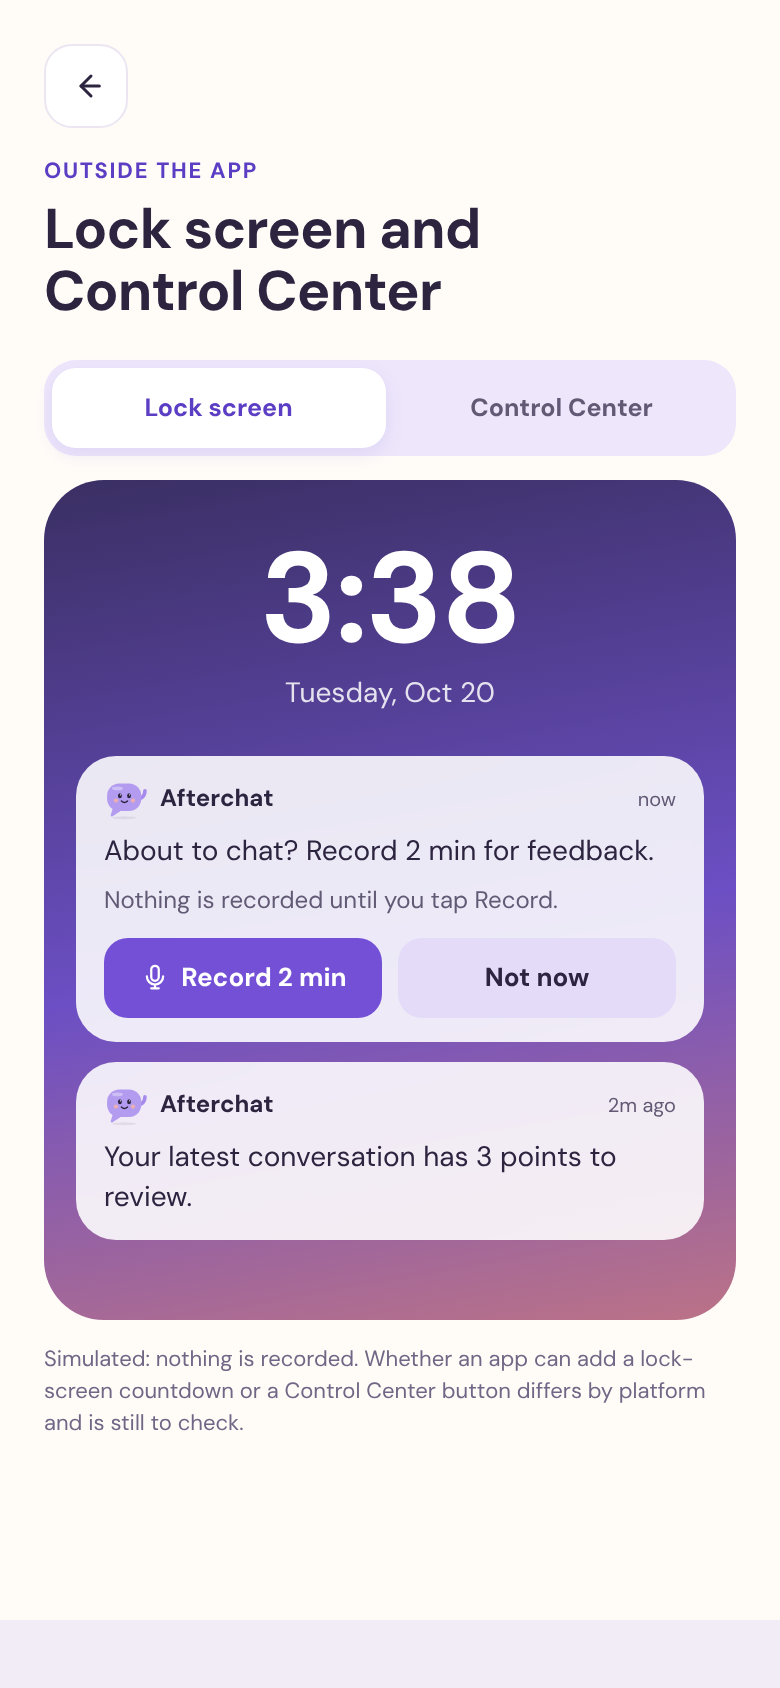 OUTSIDE THE APP
Lock screen and
Control Center
Lock screen
Control Center
3:38
Tuesday, Oct 20
Afterchat
now
About to chat? Record 2 min for feedback.
Nothing is recorded until you tap Record.
Record 2 min
Not now
Afterchat
2m ago
Your latest conversation has 3 points to
review.
Simulated: nothing is recorded. Whether an app can add a lock-
screen countdown or a Control Center button differs by platform
and is still to check.